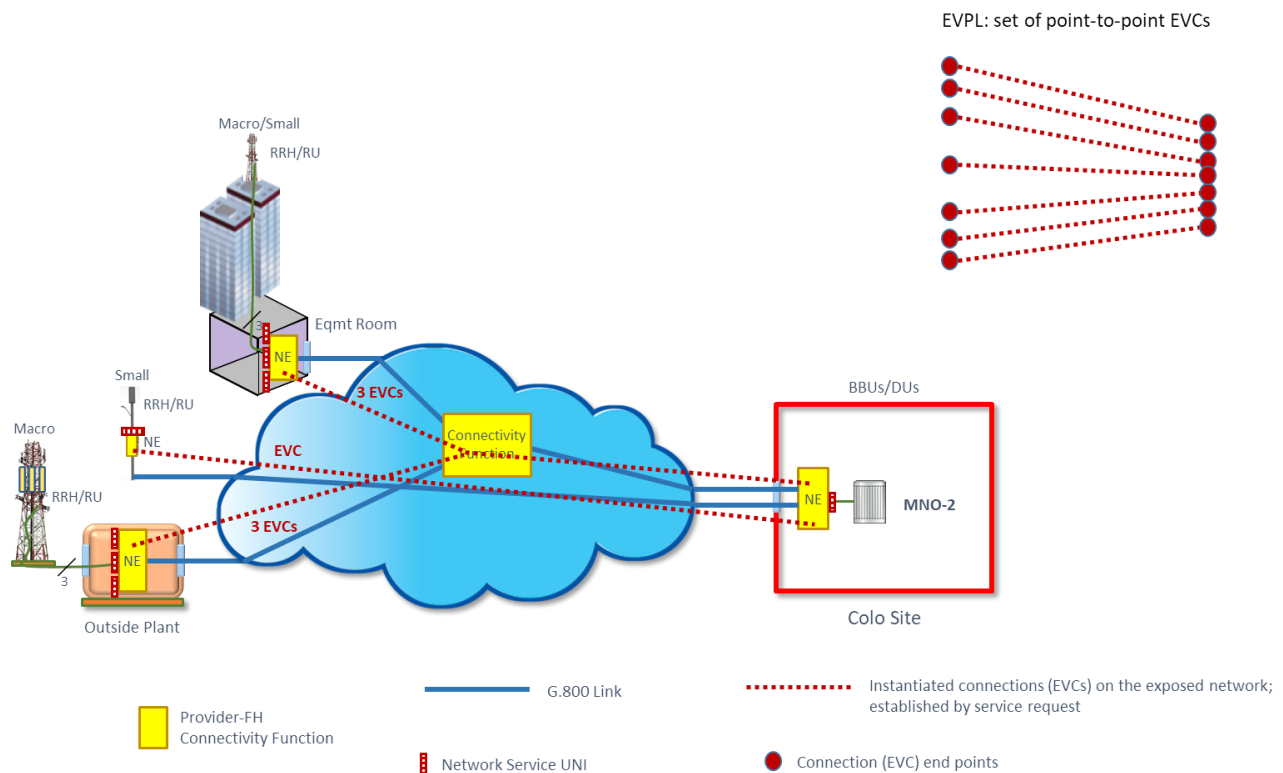 EVPL: set of point-to-point EVCs
Macro/Small
RRH/RU
3
Eqmt Room
NE
Small
RRH/RU
NE
Macro
RRH/RU
3
NE
Outside Plant
3 EVCs
EVC
3 EVCs
Connectivity
Function
BBUs/DUs
NE
MNO-2
Colo Site
G.800 Link
Instantiated connections (EVCs) on the exposed network;
established by service request
Provider-FH
Connectivity Function
Network Service UNI
Connection (EVC) end points